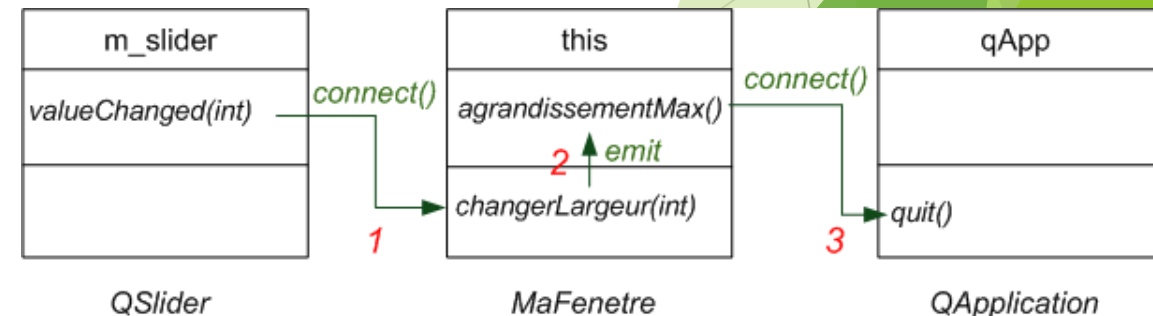 m_slider
this
qApp
valueChanged(int)
connect()
agrandissementMax()
connect()
2
emit
changerLargeur(int)
quit()
1
3
QSlider
MaFenetre
QApplication